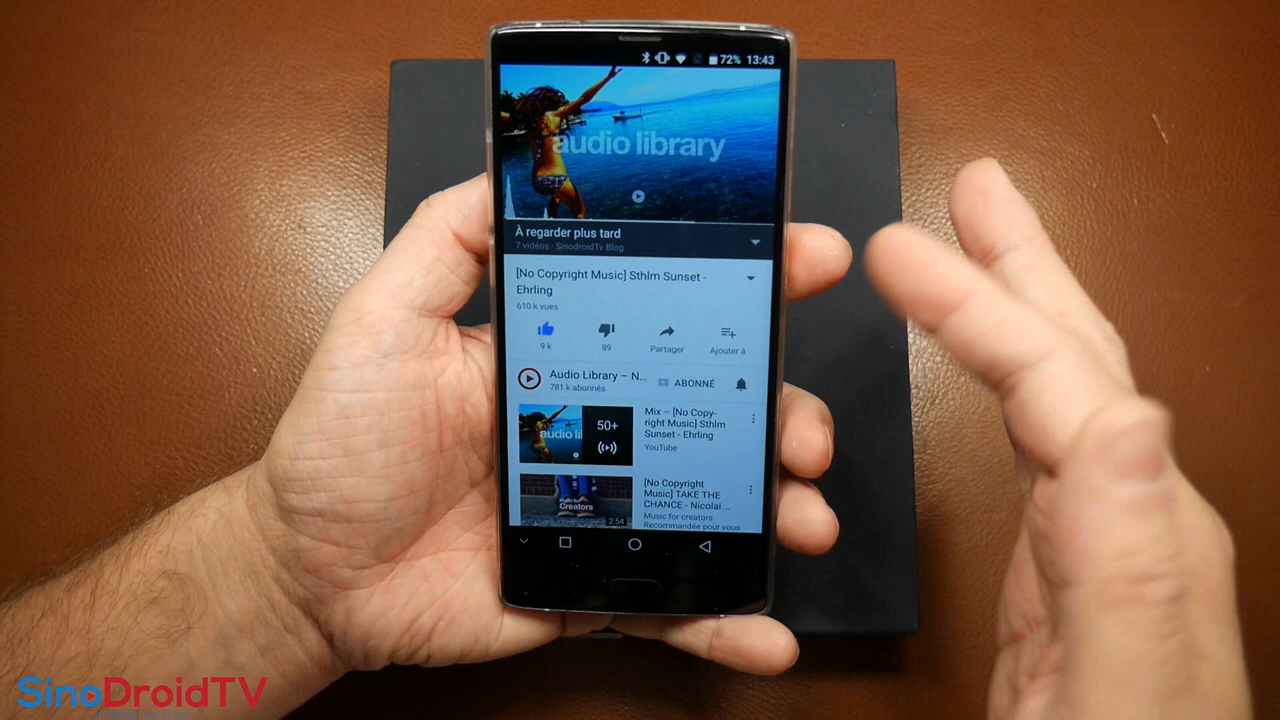 72% 13:43
audio library
À regarder plus tard
7 vidéos · SinodroidTv Blog
[No Copyright Music] Sthlm Sunset -
Ehrling
610 k vues
9 k
89
Partager
Ajouter à
Audio Library – N...
781 k abonnés
ABONNÉ
audio li
50+
Mix – [No Copy-
right Music] Sthlm
Sunset - Ehrling
YouTube
Creators
2:54
[No Copyright
Music] TAKE THE
CHANCE - Nicolai ...
Music for creators
Recommandée pour vous
SinoDroidTV